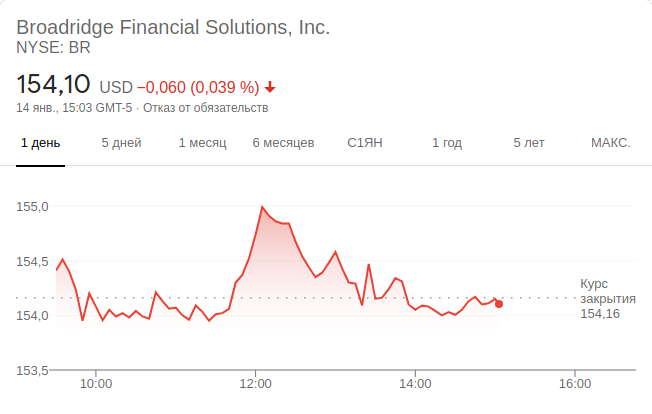 Broadridge Financial Solutions, Inc.
NYSE: BR
154,10 USD −0,060 (0,039 %)
14 янв., 15:03 GMT-5 · Отказ от обязательств
1 день 5 дней 1 месяц 6 месяцев С1ЯН 1 год 5 лет МАКС.
155,0
154,5
Курс
закрытия
154,16
154,0
153,5
10:00 12:00 14:00 16:00